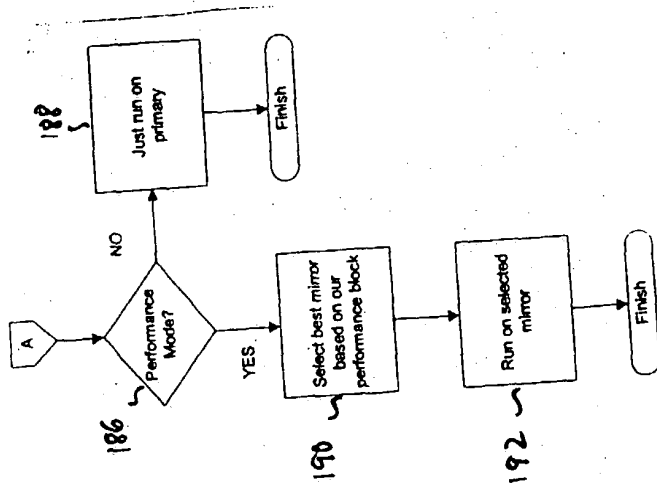 A
Performance
Mode?
186
NO
Just run on
primary
188
Finish
YES
Select best mirror
based on our
performance block
190
Run on selected
mirror
192
Finish